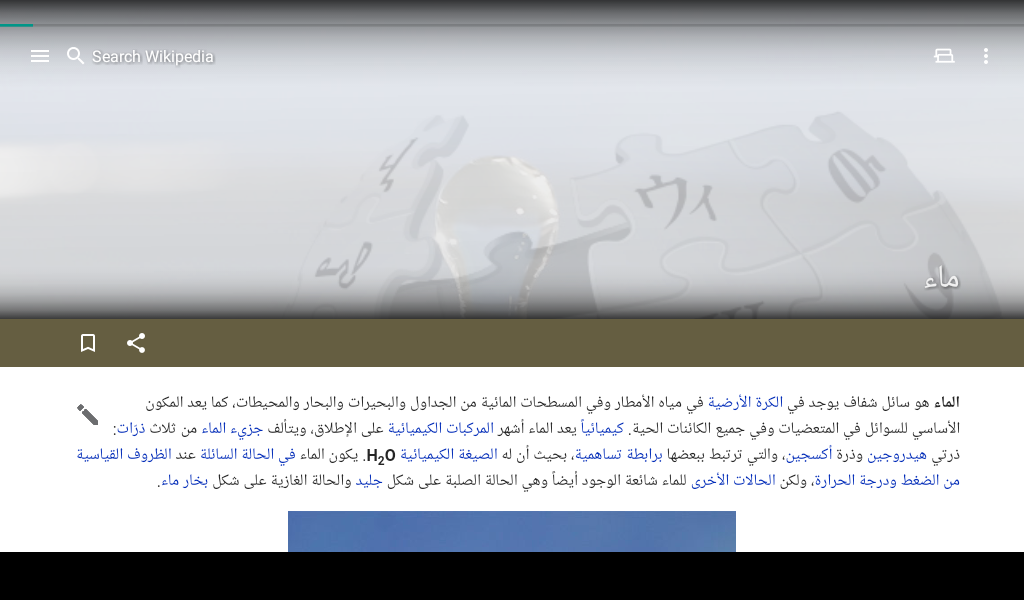 Search Wikipedia
ウィ
ماء
الماء هو سائل شفاف يوجد في الكرة الأرضية في مياه الأمطار وفي المسطحات المائية من الجداول والبحيرات والبحار والمحيطات، كما يعد المكون
الأساسي للسوائل في المتعضيات وفي جميع الكائنات الحية. كيميائياً يعد الماء أشهر المركبات الكيميائية على الإطلاق، ويتألف جزيء الماء من ثلاث ذرات:
ذرتي هيدروجين وذرة أكسجين، والتي ترتبط ببعضها برابطة تساهمية، بحيث أن له الصيغة الكيميائية H₂O. يكون الماء في الحالة السائلة عند الظروف القياسية
من الضغط ودرجة الحرارة، ولكن الحالات الأخرى للماء شائعة الوجود أيضاً وهي الحالة الصلبة على شكل جليد والحالة الغازية على شكل بخار ماء.